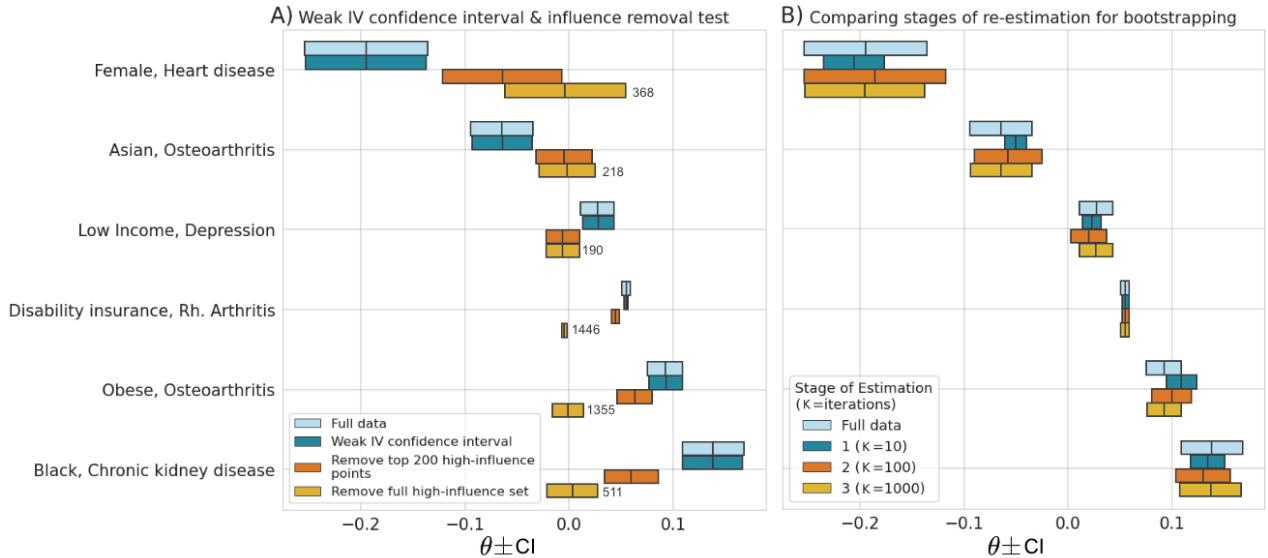 A) Weak IV confidence interval & influence removal test
B) Comparing stages of re-estimation for bootstrapping
Female, Heart disease
368
Asian, Osteoarthritis
218
Low Income, Depression
190
Disability insurance, Rh. Arthritis
1446
Obese, Osteoarthritis
1355
Black, Chronic kidney disease
511
Full data
Weak IV confidence interval
Remove top 200 high-influence
points
Remove full high-influence set
Stage of Estimation
(K=iterations)
Full data
1 (K=10)
2 (K=100)
3 (K=1000)
−0.2 −0.1 0.0 0.1
−0.2 −0.1 0.0 0.1
θ±CI
θ±CI